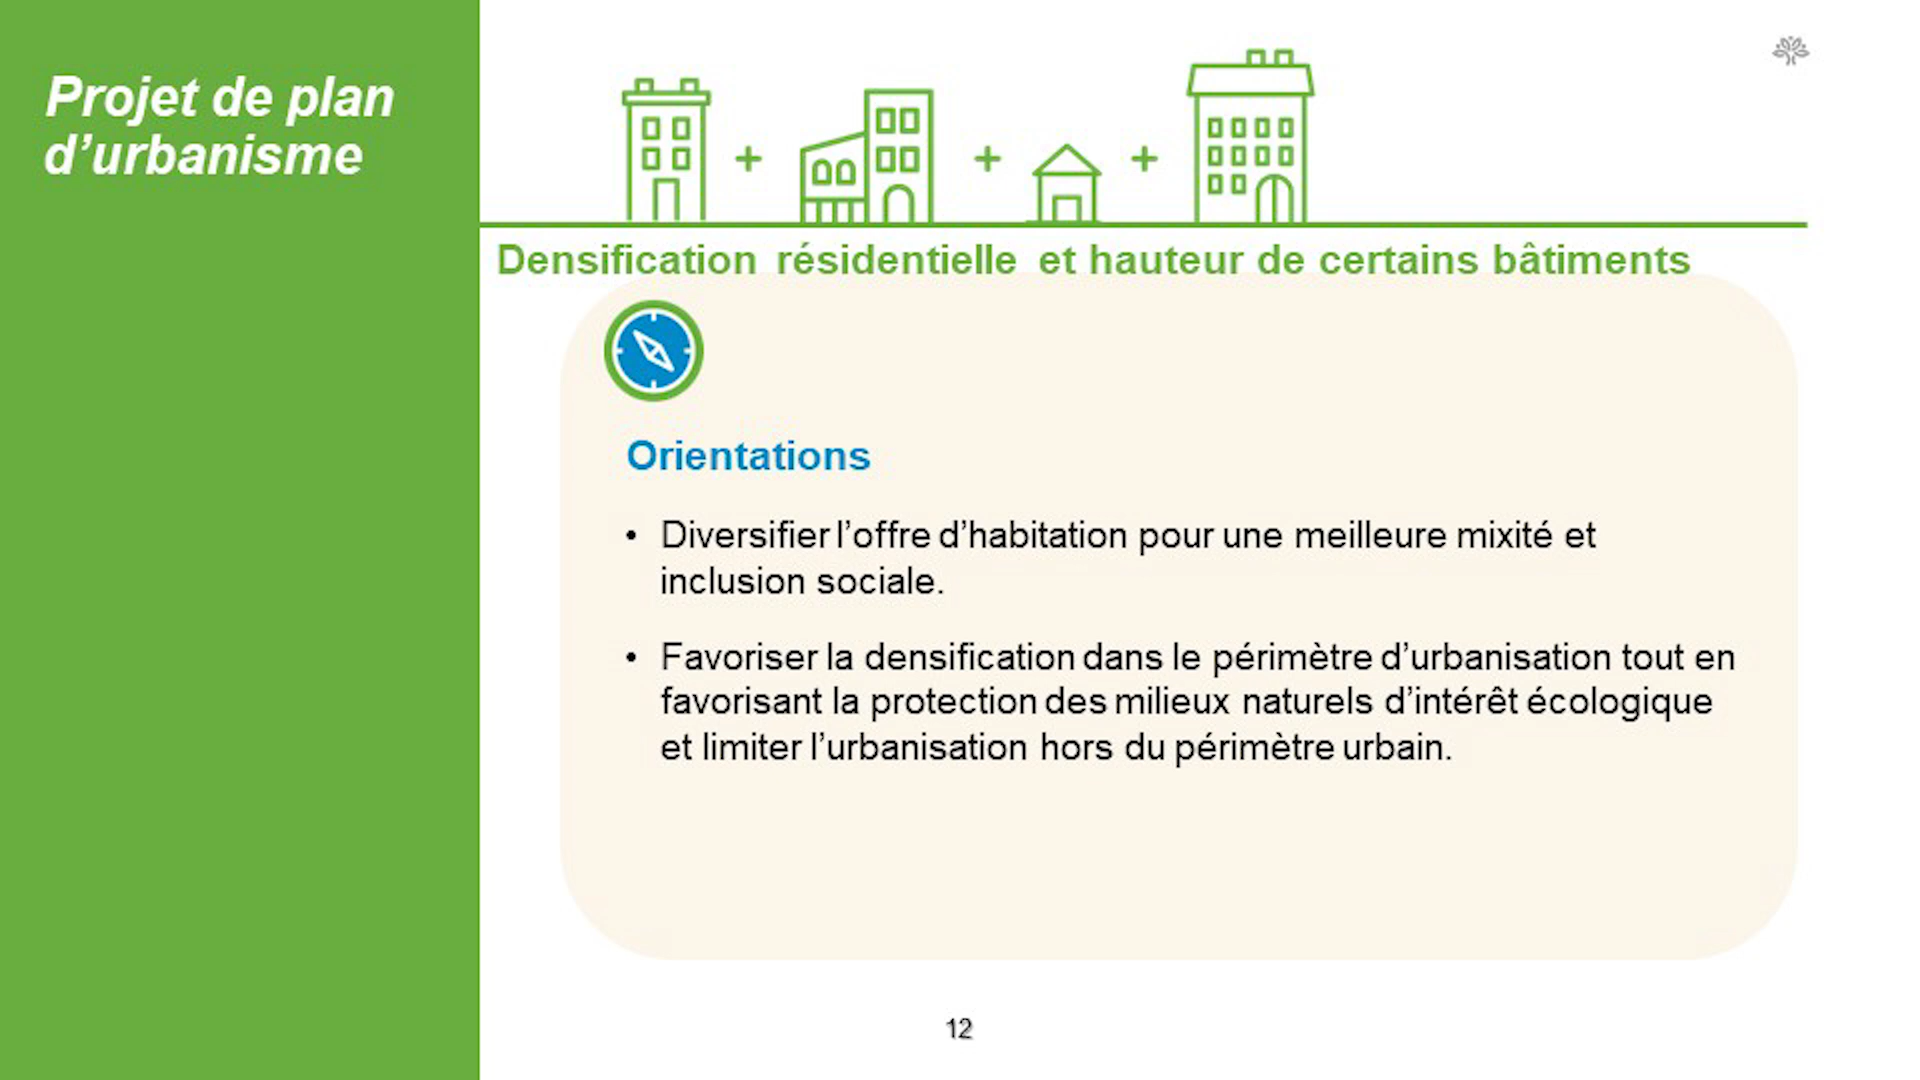 Projet de plan
d’urbanisme
Densification résidentielle et hauteur de certains bâtiments
Orientations
• Diversifier l’offre d’habitation pour une meilleure mixité et
inclusion sociale.
• Favoriser la densification dans le périmètre d’urbanisation tout en
favorisant la protection des milieux naturels d’intérêt écologique
et limiter l’urbanisation hors du périmètre urbain.
12